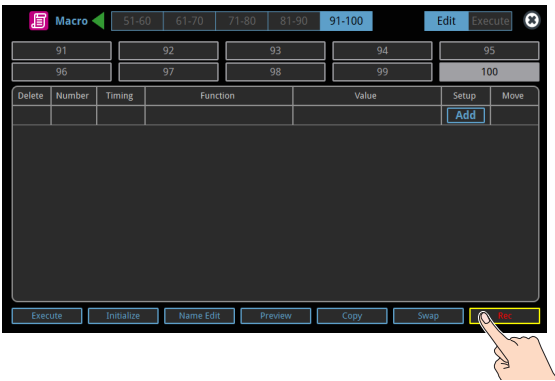 Macro 51-60 61-70 71-80 81-90 91-100 Edit Execute
91 92 93 94 95
96 97 98 99 100
Delete Number Timing Function Value Setup Move
Add
Execute Initialize Name Edit Preview Copy Swap Rec